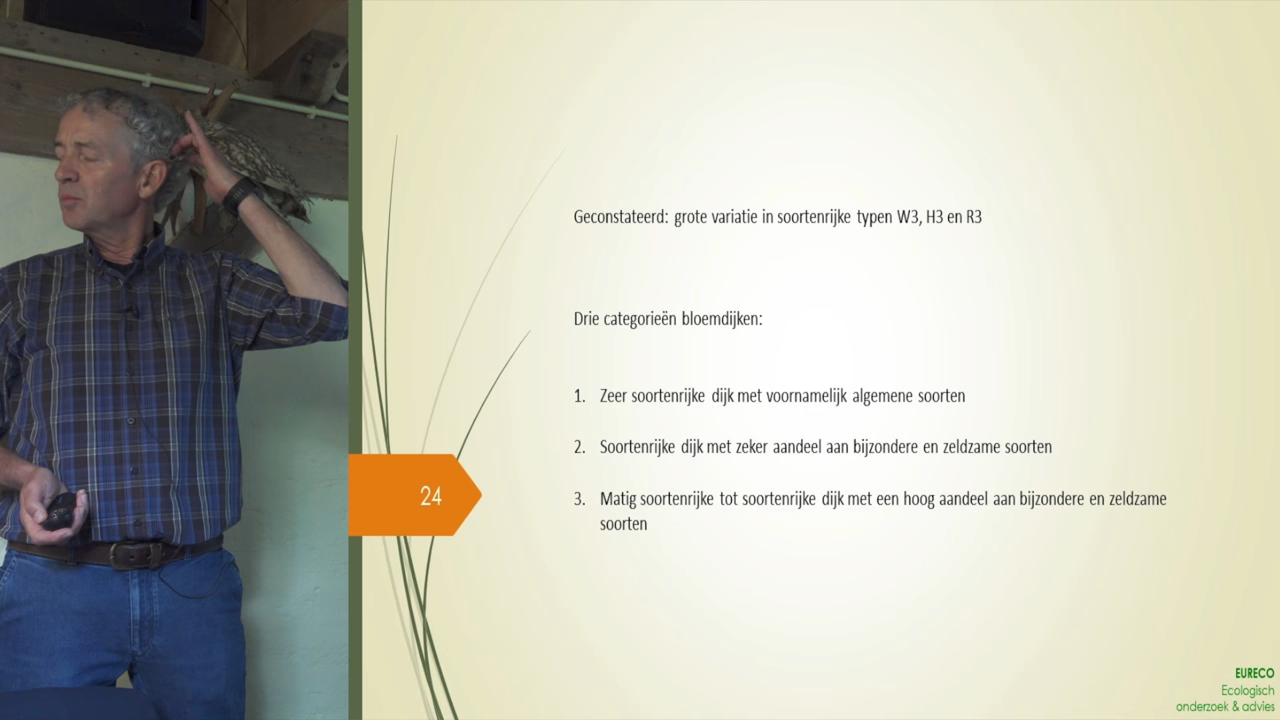 Geconstateerd: grote variatie in soortenrijke typen W3, H3 en R3
Drie categorieën bloemdijken:
1. Zeer soortenrijke dijk met voornamelijk algemene soorten
2. Soortenrijke dijk met zeker aandeel aan bijzondere en zeldzame soorten
24
3. Matig soortenrijke tot soortenrijke dijk met een hoog aandeel aan bijzondere en zeldzame
soorten
EURECO
Ecologisch
onderzoek & advies